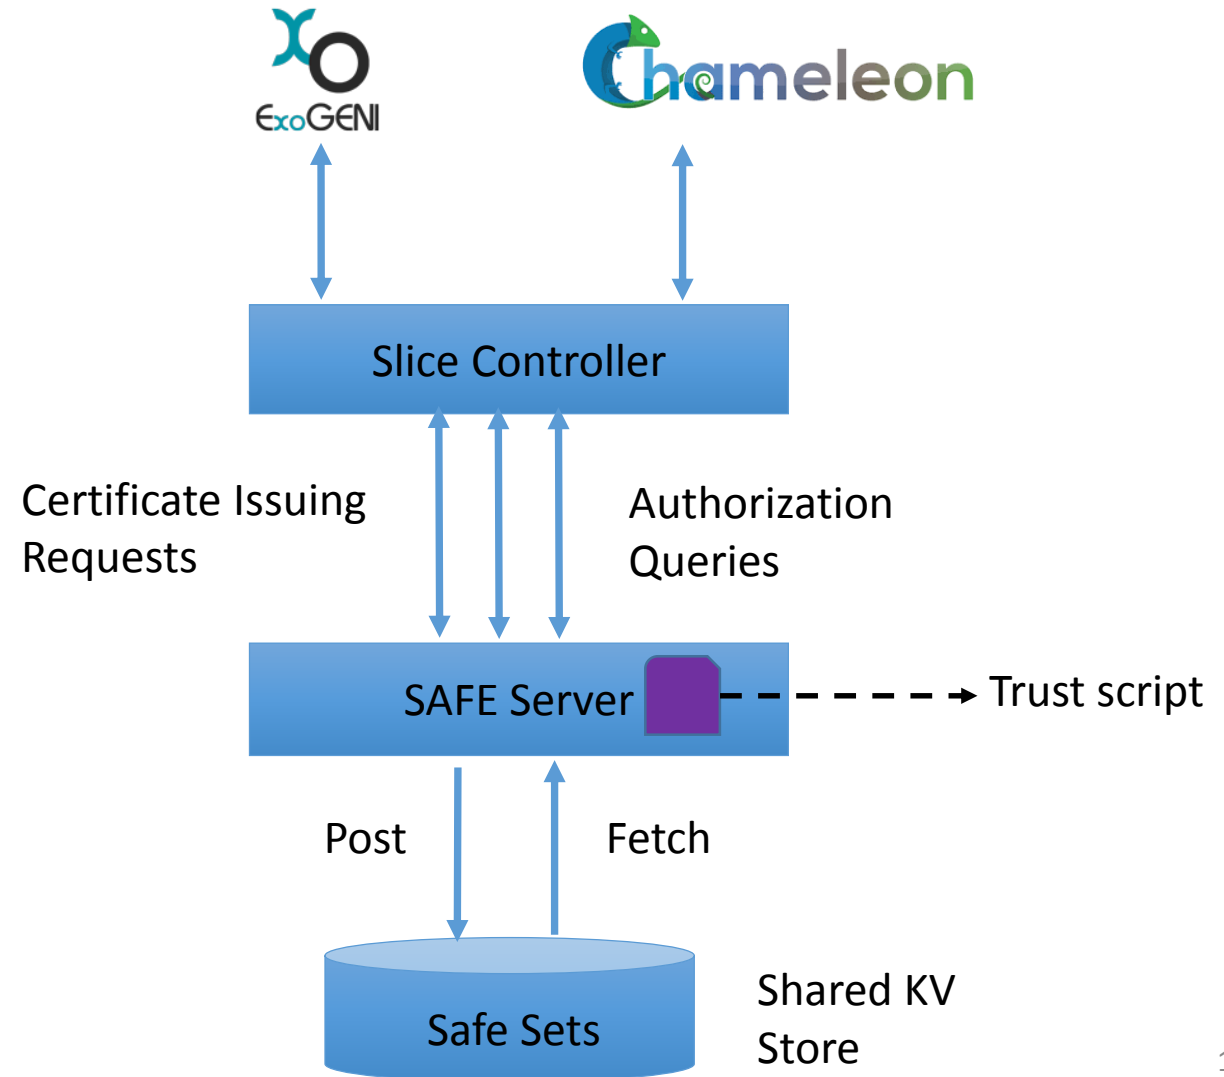 ExoGENI
Chameleon
Slice Controller
Certificate Issuing
Requests
Authorization
Queries
SAFE Server
Trust script
Post
Fetch
Safe Sets
Shared KV
Store